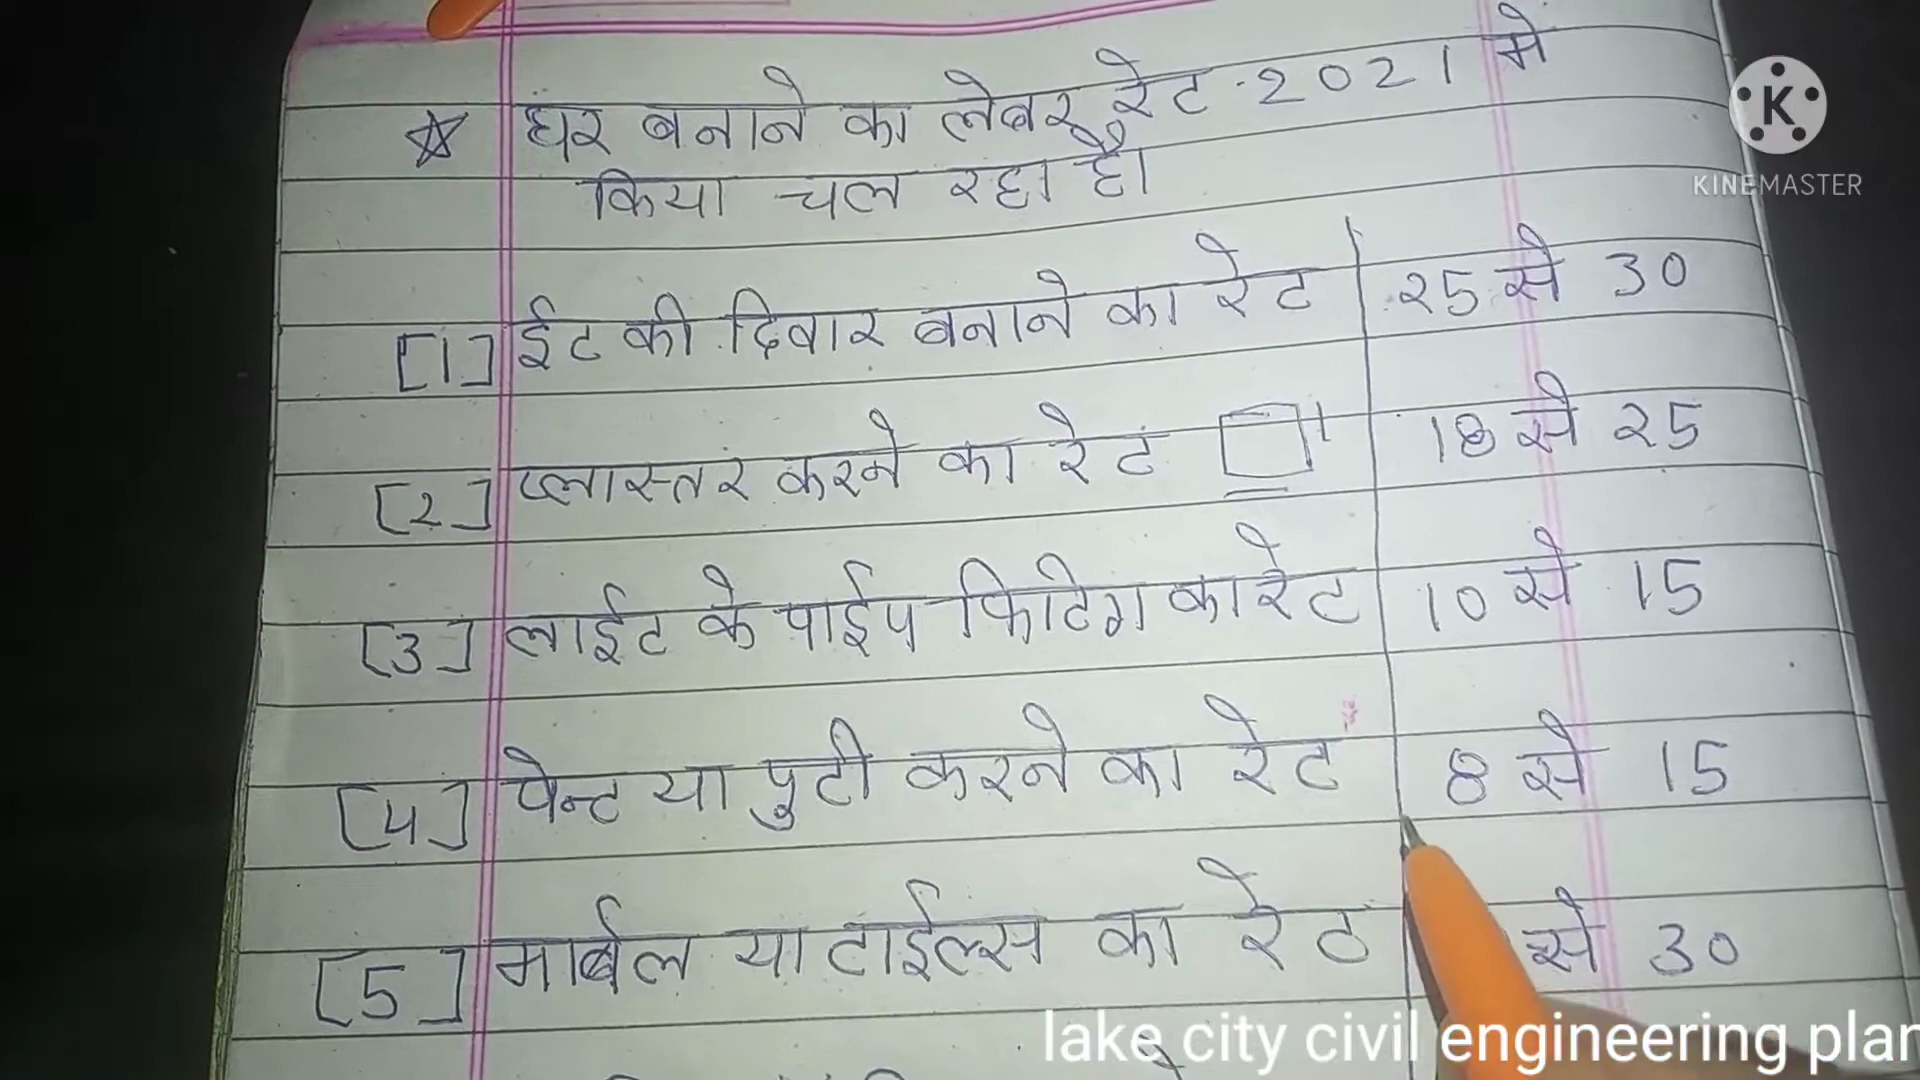 ☆ घर बनाने का लेबर रेट 2021 मे
किया चल रहा है।
[1] ईट की दिवार बनाने का रेट 25 से 30
[2] प्लास्तर करने का रेट 18 से 25
[3] लाईट के पाईप फिटिग का रेट 10 से 15
[4] पेन्ट या पुटी करने का रेट 8 से 15
[5] मार्बल या टाईल्स का रेट से 30
K
KINEMASTER
lake city civil engineering plan